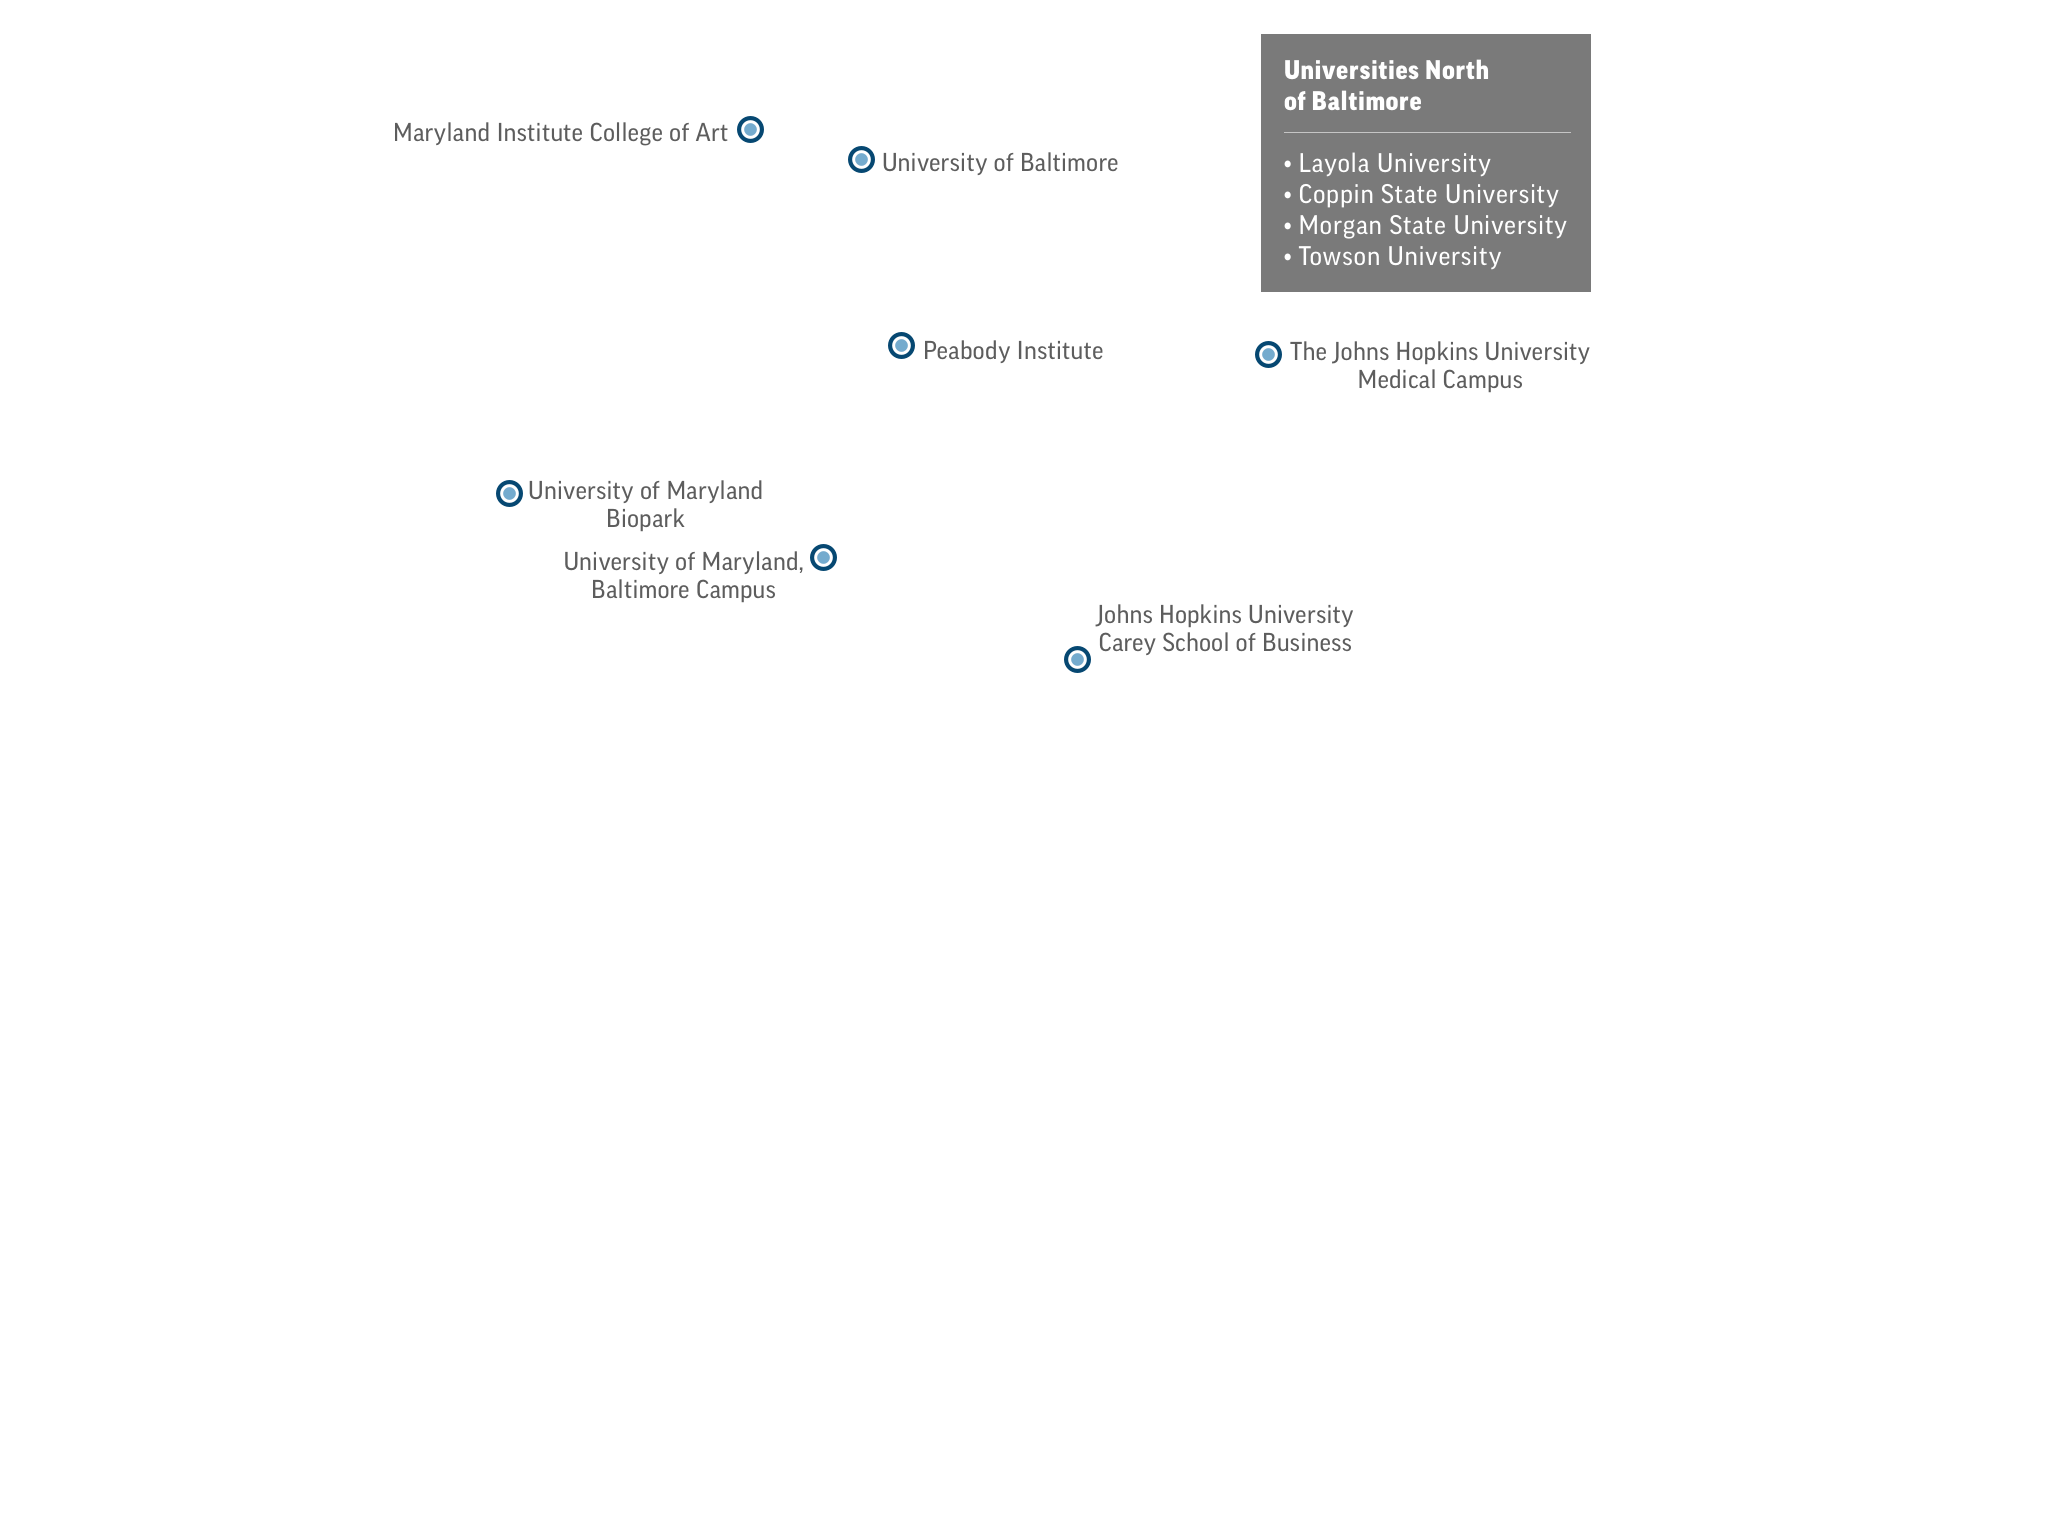 Universities North
of Baltimore
• Layola University
• Coppin State University
• Morgan State University
• Towson University
Maryland Institute College of Art
University of Baltimore
Peabody Institute
The Johns Hopkins University
Medical Campus
University of Maryland
Biopark
University of Maryland,
Baltimore Campus
Johns Hopkins University
Carey School of Business